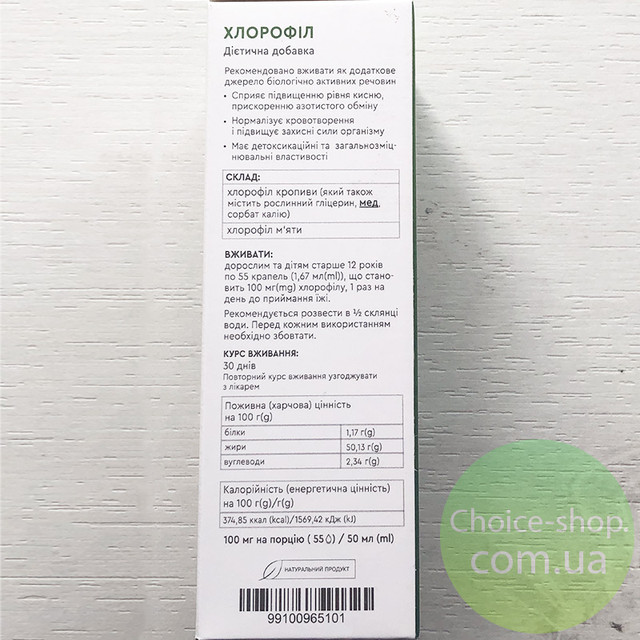 ХЛОРОФІЛ
Дієтична добавка
Рекомендовано вживати як додаткове
джерело біологічно активних речовин
• Сприяє підвищенню рівня кисню,
прискоренню азотистого обміну
• Нормалізує кровотворення
і підвищує захисні сили організму
• Має детоксикаційні та загальнозміц-
нювальні властивості
СКЛАД:
хлорофіл кропиви (який також
містить рослинний гліцерин, мед,
сорбат калію)
хлорофіл м'яти
ВЖИВАТИ:
дорослим та дітям старше 12 років
по 55 крапель (1,67 мл(ml)), що стано-
вить 100 мг(mg) хлорофілу, 1 раз на
день до приймання їжі.
Рекомендується розвести в ½ склянці
води. Перед кожним використанням
необхідно збовтати.
КУРС ВЖИВАННЯ:
30 днів
Повторний курс вживання узгоджувати
з лікарем
Поживна (харчова) цінність
на 100 г(g)
білки 1,17 г(g)
жири 50,13 г(g)
вуглеводи 2,34 г(g)
Калорійність (енергетична цінність)
на 100 г(g)/г(g)
374,85 ккал (kcal)/1569,42 кДж (kJ)
100 мг на порцію ( 55 ) / 50 мл (ml)
НАТУРАЛЬНИЙ ПРОДУКТ
99100965101
Choice-shop.
com.ua